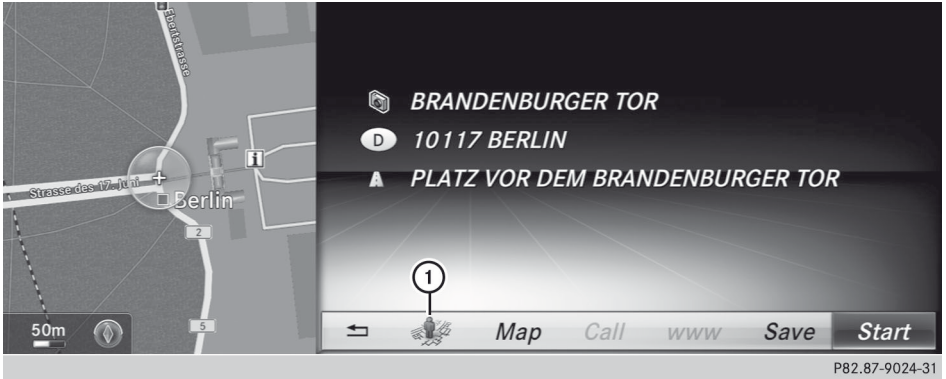 Ebertstrasse
Strasse des 17. Juni
Berlin
2
5
50m
i
BRANDENBURGER TOR
D 10117 BERLIN
PLATZ VOR DEM BRANDENBURGER TOR
1
Map Call www Save Start
P82.87-9024-31